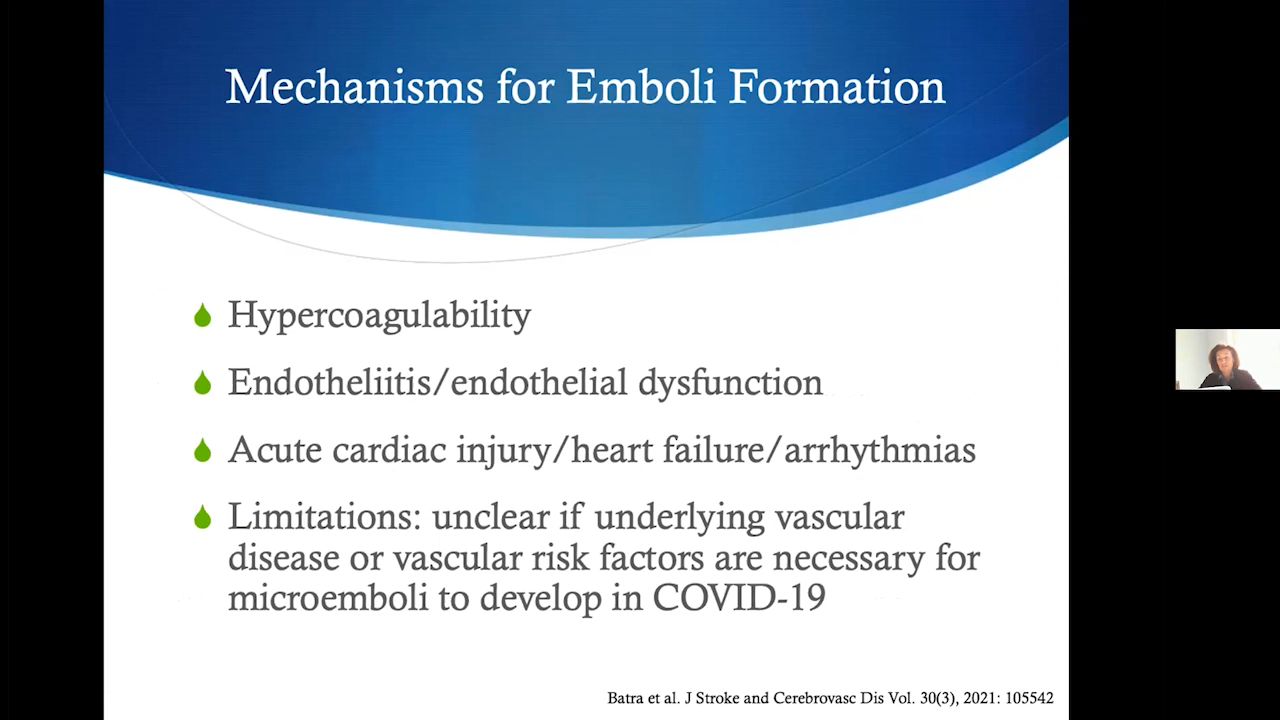 Mechanisms for Emboli Formation
Hypercoagulability
Endotheliitis/endothelial dysfunction
Acute cardiac injury/heart failure/arrhythmias
Limitations: unclear if underlying vascular
disease or vascular risk factors are necessary for
microemboli to develop in COVID-19
Batra et al. J Stroke and Cerebrovasc Dis Vol. 30(3), 2021: 105542